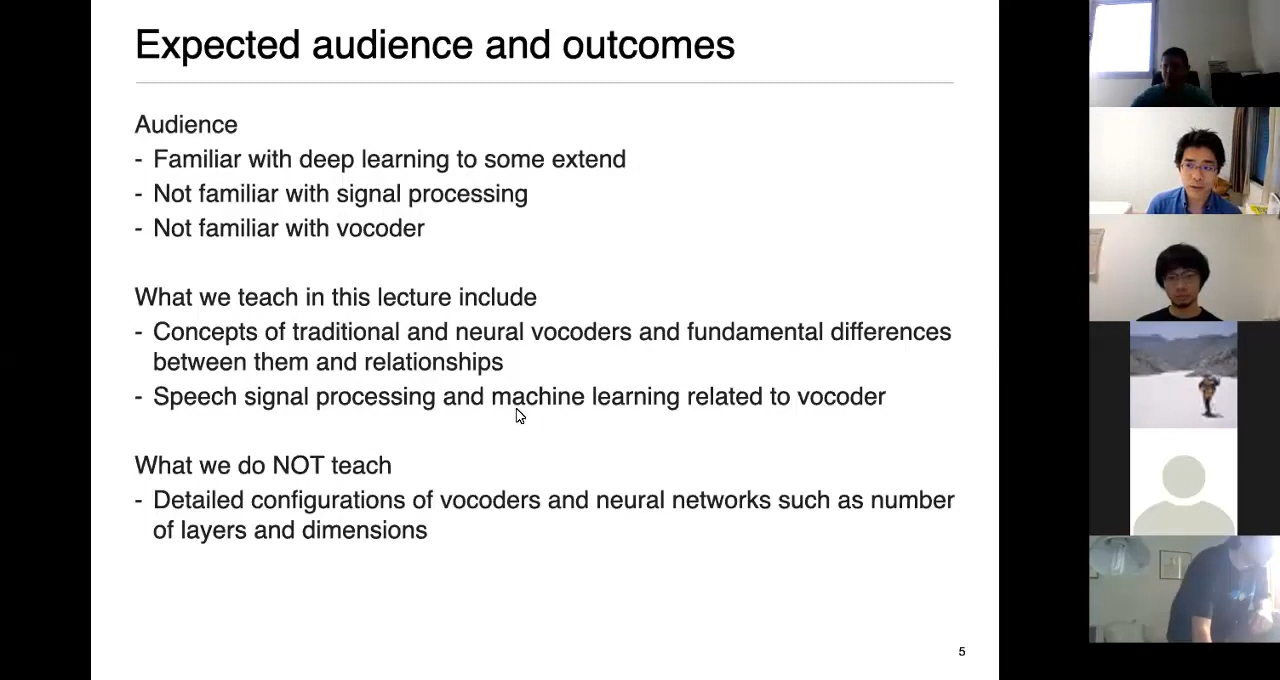 Expected audience and outcomes
Audience
- Familiar with deep learning to some extend
- Not familiar with signal processing
- Not familiar with vocoder
What we teach in this lecture include
- Concepts of traditional and neural vocoders and fundamental differences
between them and relationships
- Speech signal processing and machine learning related to vocoder
What we do NOT teach
- Detailed configurations of vocoders and neural networks such as number
of layers and dimensions
5